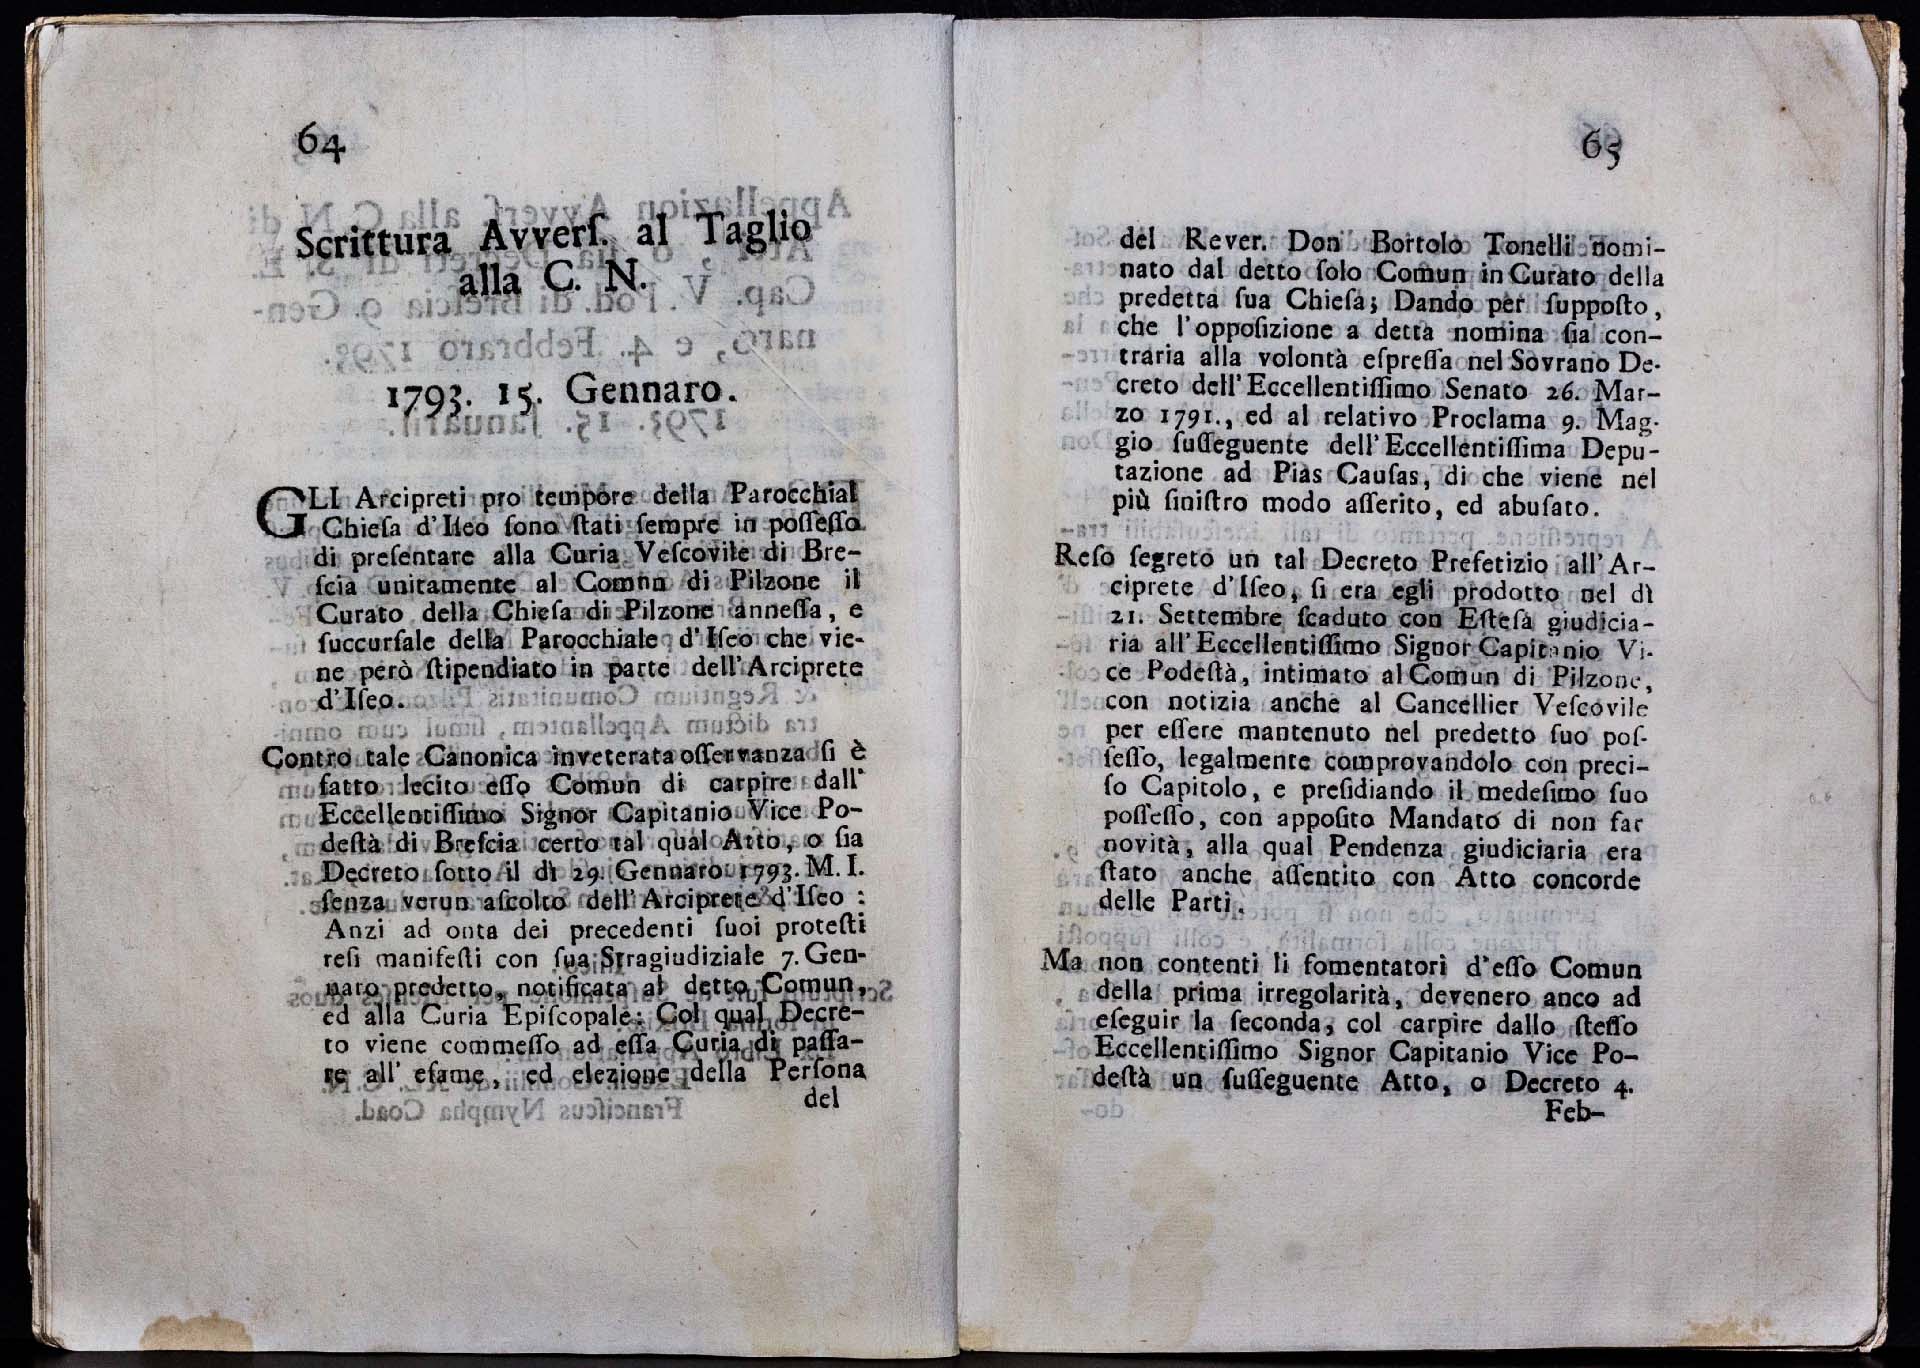 64
Scrittura Avverſ. al Taglio
alla C. N.
1793. 15. Gennaro.
GLI Arcipreti pro tempore della Parocchial
Chieſa d'Iſeo ſono ſtati ſempre in poſſeſſo
di preſentare alla Curia Veſcovile di Bre-
ſcia unitamente al Comun di Pilzone il
Curato della Chieſa di Pilzone anneſſa, e
ſuccurſale della Parocchiale d'Iſeo che vie-
ne però ſtipendiato in parte dell'Arciprete
d'Iſeo.
Contro tale Canonica inveterata oſſervanza ſi è
fatto lecito eſſo Comun di carpire dall'
Eccellentiſſimo Signor Capitanio Vice Po-
deſtà di Breſcia certo tal qual Atto, o ſia
Decreto ſotto il dì 29. Gennaro 1793. M. I.
ſenza verun aſcolto dell'Arciprete d'Iſeo:
Anzi ad onta dei precedenti ſuoi proteſti
reſi manifeſti con ſua Stragiudiziale 7. Gen-
naro predetto, notificata al detto Comun,
ed alla Curia Epiſcopale: Col qual Decre-
to viene commeſſo ad eſſa Curia di paſſa-
re all' eſame, ed elezione della Perſona
del
65
del Rever. Don Bortolo Tonelli nomi-
nato dal detto ſolo Comun in Curato della
predetta ſua Chieſa; Dando per ſuppoſto,
che l'oppoſizione a detta nomina ſia con-
traria alla volontà eſpreſſa nel Sovrano De-
creto dell'Eccellentiſſimo Senato 26. Mar-
zo 1791., ed al relativo Proclama 9. Mag-
gio ſuſſeguente dell'Eccellentiſſima Depu-
tazione ad Pias Cauſas, di che viene nel
più ſiniſtro modo aſſerito, ed abuſato.
Reſo ſegreto un tal Decreto Prefetizio all'Ar-
ciprete d'Iſeo, ſi era egli prodotto nel dì
21. Settembre ſcaduto con Eſteſa giudicia-
ria all'Eccellentiſſimo Signor Capitanio Vi-
ce Podeſtà, intimato al Comun di Pilzone,
con notizia anche al Cancellier Veſcovile
per eſſere mantenuto nel predetto ſuo poſ-
ſeſſo, legalmente comprovandolo con preci-
ſo Capitolo, e preſidiando il medeſimo ſuo
poſſeſſo, con appoſito Mandato di non far
novità, alla qual Pendenza giudiciaria era
ſtato anche aſſentito con Atto concorde
delle Parti.
Ma non contenti li fomentatori d'eſſo Comun
della prima irregolarità, devenero anco ad
eſeguir la ſeconda, col carpire dallo ſteſſo
Eccellentiſſimo Signor Capitanio Vice Po-
deſtà un ſuſſeguente Atto, o Decreto 4.
Feb-